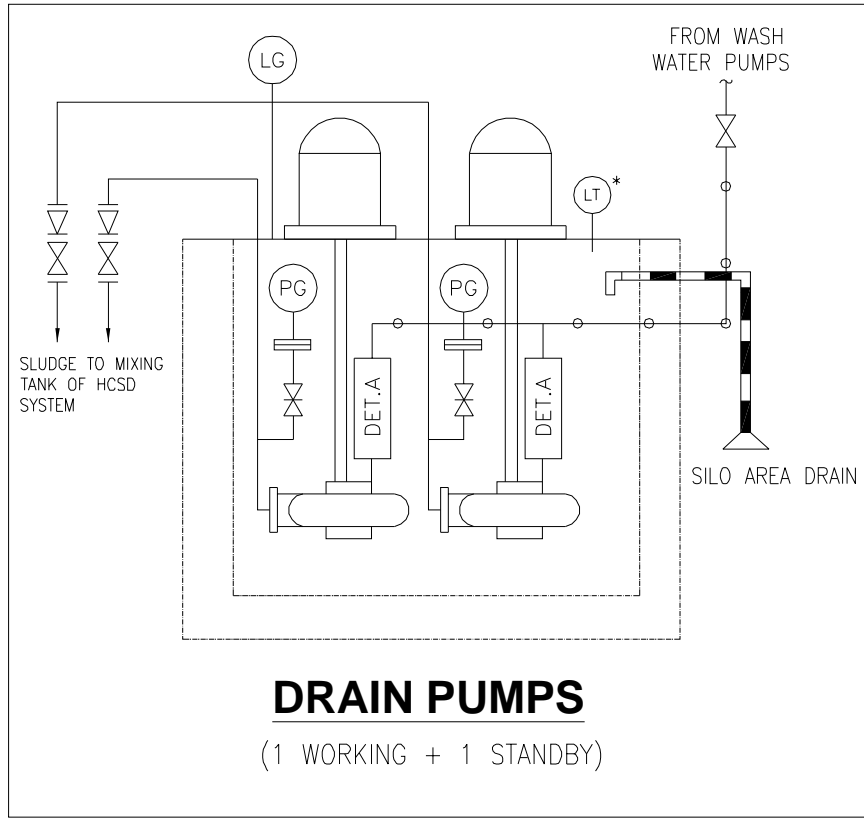 LG
FROM WASH
WATER PUMPS
LT *
PG
PG
SLUDGE TO MIXING
TANK OF HCSD
SYSTEM
DET.A
DET.A
SILO AREA DRAIN
DRAIN PUMPS
(1 WORKING + 1 STANDBY)